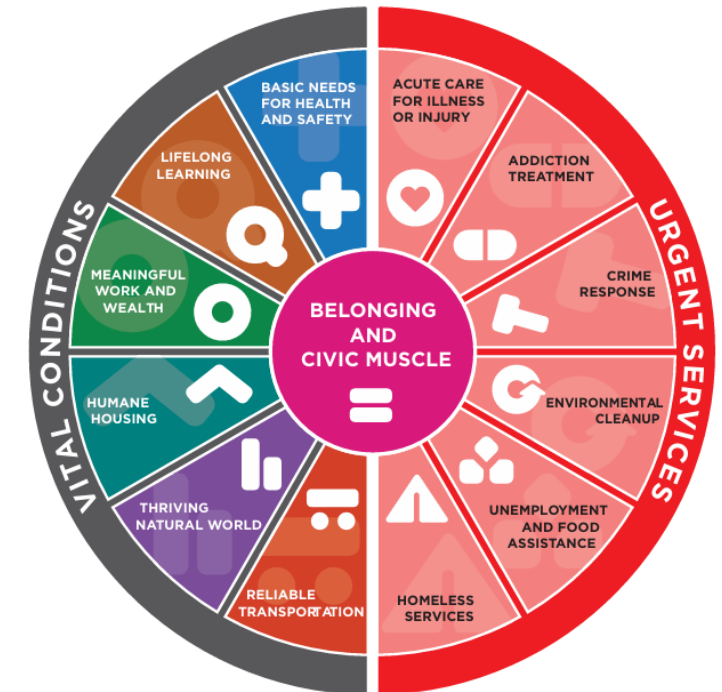 VITAL CONDITIONS
BASIC NEEDS
FOR HEALTH
AND SAFETY
LIFELONG
LEARNING
MEANINGFUL
WORK AND
WEALTH
HUMANE
HOUSING
THRIVING
NATURAL WORLD
RELIABLE
TRANSPORTATION
BELONGING
AND
CIVIC MUSCLE
URGENT SERVICES
ACUTE CARE
FOR ILLNESS
OR INJURY
ADDICTION
TREATMENT
CRIME
RESPONSE
ENVIRONMENTAL
CLEANUP
UNEMPLOYMENT
AND FOOD
ASSISTANCE
HOMELESS
SERVICES